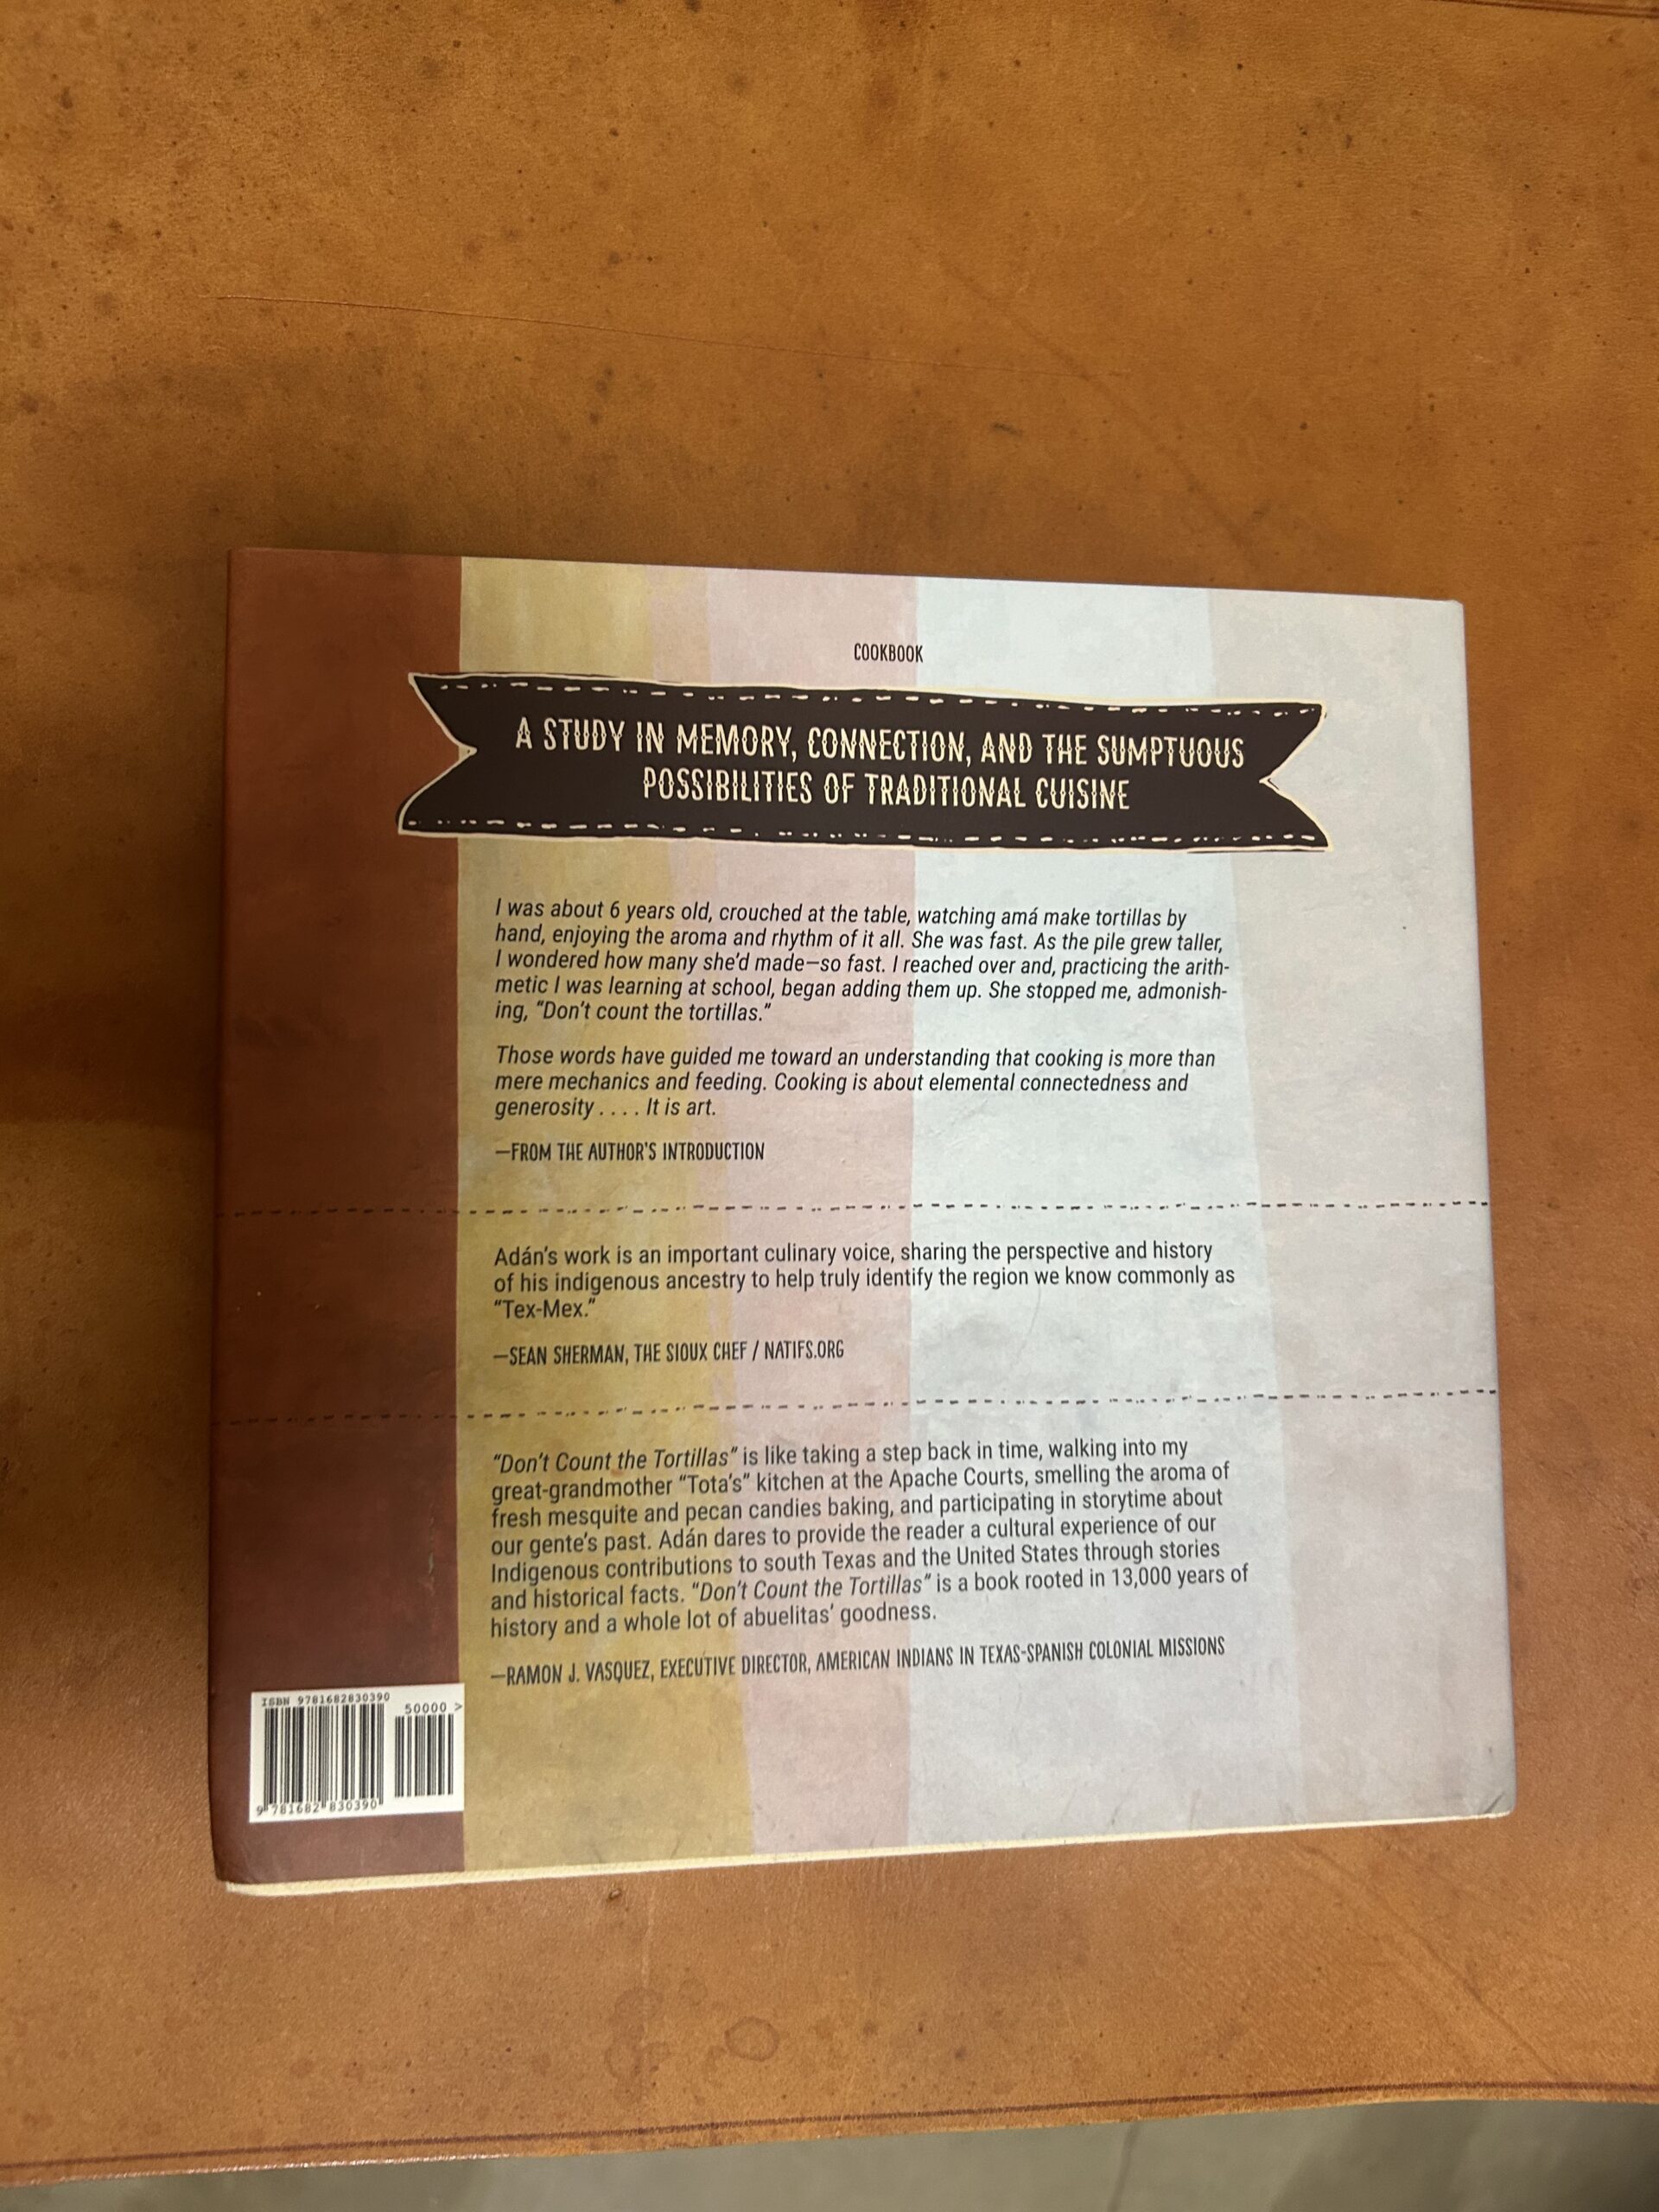 COOKBOOK
A STUDY IN MEMORY, CONNECTION, AND THE SUMPTUOUS
POSSIBILITIES OF TRADITIONAL CUISINE
I was about 6 years old, crouched at the table, watching amá make tortillas by
hand, enjoying the aroma and rhythm of it all. She was fast. As the pile grew taller,
I wondered how many she’d made—so fast. I reached over and, practicing the arith-
metic I was learning at school, began adding them up. She stopped me, admonish-
ing, “Don’t count the tortillas.”
Those words have guided me toward an understanding that cooking is more than
mere mechanics and feeding. Cooking is about elemental connectedness and
generosity . . . . It is art.
—FROM THE AUTHOR’S INTRODUCTION
Adán’s work is an important culinary voice, sharing the perspective and history
of his indigenous ancestry to help truly identify the region we know commonly as
“Tex-Mex.”
—SEAN SHERMAN, THE SIOUX CHEF / NATIFS.ORG
“Don’t Count the Tortillas” is like taking a step back in time, walking into my
great-grandmother “Tota’s” kitchen at the Apache Courts, smelling the aroma of
fresh mesquite and pecan candies baking, and participating in storytime about
our gente’s past. Adán dares to provide the reader a cultural experience of our
Indigenous contributions to south Texas and the United States through stories
and historical facts. “Don’t Count the Tortillas” is a book rooted in 13,000 years of
history and a whole lot of abuelitas’ goodness.
—RAMON J. VASQUEZ, EXECUTIVE DIRECTOR, AMERICAN INDIANS IN TEXAS-SPANISH COLONIAL MISSIONS
ISBN 9781682830390
50000 >
9 781682 830390